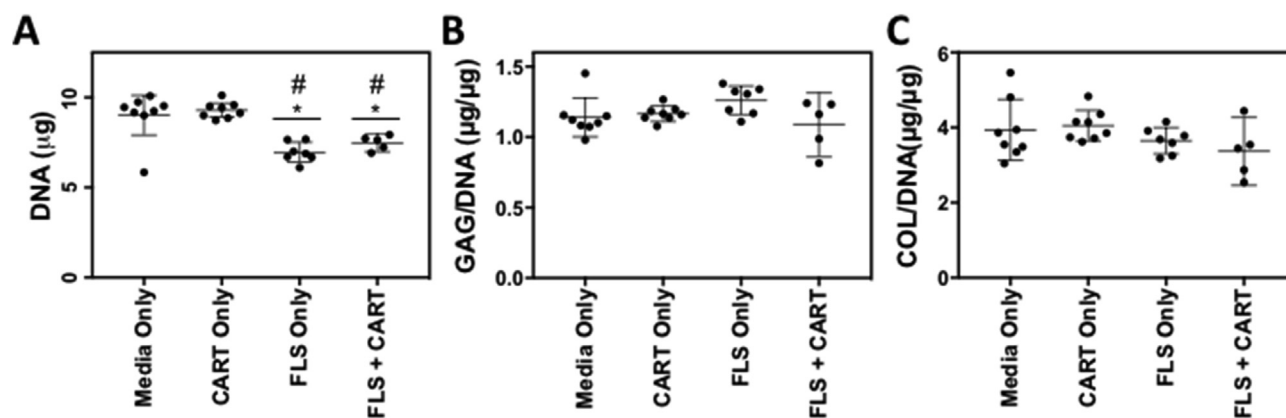 A
DNA (µg)
10
5
0
#
*
#
*
Media Only
CART Only
FLS Only
FLS + CART
B
GAG/DNA (µg/µg)
1.5
1.0
0.5
0.0
Media Only
CART Only
FLS Only
FLS + CART
C
COL/DNA(µg/µg)
6
4
2
0
Media Only
CART Only
FLS Only
FLS + CART